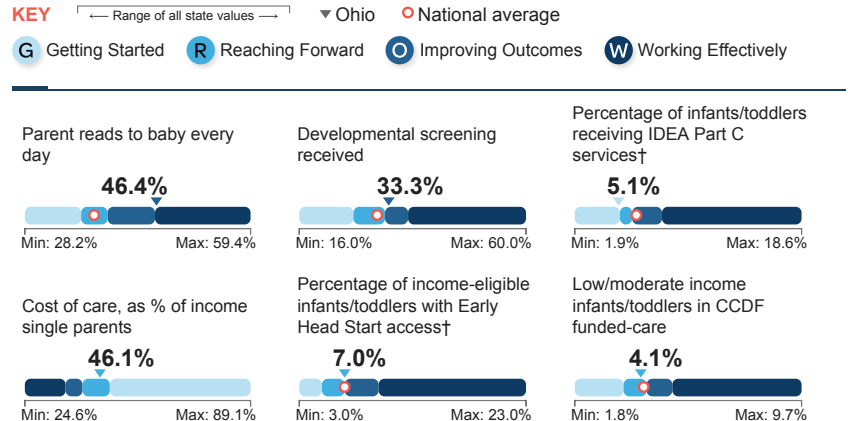 KEY
Range of all state values
Ohio
National average
G Getting Started
R Reaching Forward
O Improving Outcomes
W Working Effectively
Parent reads to baby every
day
46.4%
Min: 28.2% Max: 59.4%
Developmental screening
received
33.3%
Min: 16.0% Max: 60.0%
Percentage of infants/toddlers
receiving IDEA Part C
services†
5.1%
Min: 1.9% Max: 18.6%
Cost of care, as % of income
single parents
46.1%
Min: 24.6% Max: 89.1%
Percentage of income-eligible
infants/toddlers with Early
Head Start access†
7.0%
Min: 3.0% Max: 23.0%
Low/moderate income
infants/toddlers in CCDF
funded-care
4.1%
Min: 1.8% Max: 9.7%